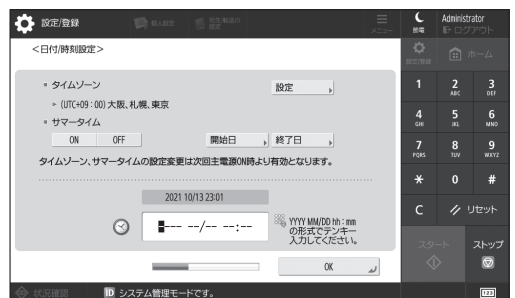 設定/登録
個人設定
宛先/転送の
設定
メニュー
節電
Administrator
ログアウト
<日付/時刻設定>
設定/登録
ホーム
タイムゾーン
設定
(UTC+09:00) 大阪、札幌、東京
サマータイム
ON OFF 開始日 終了日
タイムゾーン、サマータイムの設定変更は次回主電源ON時より有効となります。
2021 10/13 23:01
--- --/-- --:--
YYYY MM/DD hh:mm
の形式でテンキー
入力してください。
OK
1 2 ABC 3 DEF
4 GHI 5 JKL 6 MNO
7 PQRS 8 TUV 9 WXYZ
* 0 #
C リセット
スタート ストップ
状況確認
ID システム管理モードです。
123